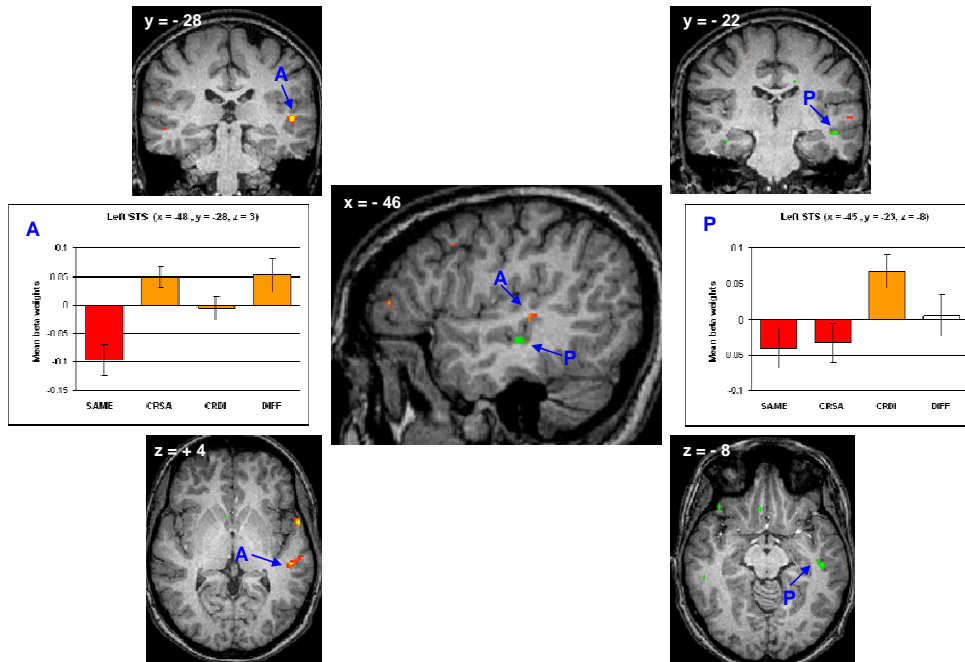 y = - 28
y = - 22
A
P
x = - 46
A
Left STS (x = -48, y = -28, z = 3)
Mean beta weights
0.1
0.05
0
-0.05
-0.1
-0.15
SAME CRSA CRDI DIFF
A
P
P
Left STS (x = -45, y = -23, z = -8)
Mean beta weights
0.1
0.05
0
0.05
-0.1
SAME CRSA CRDI DIFF
z = + 4
z = - 8
A
P